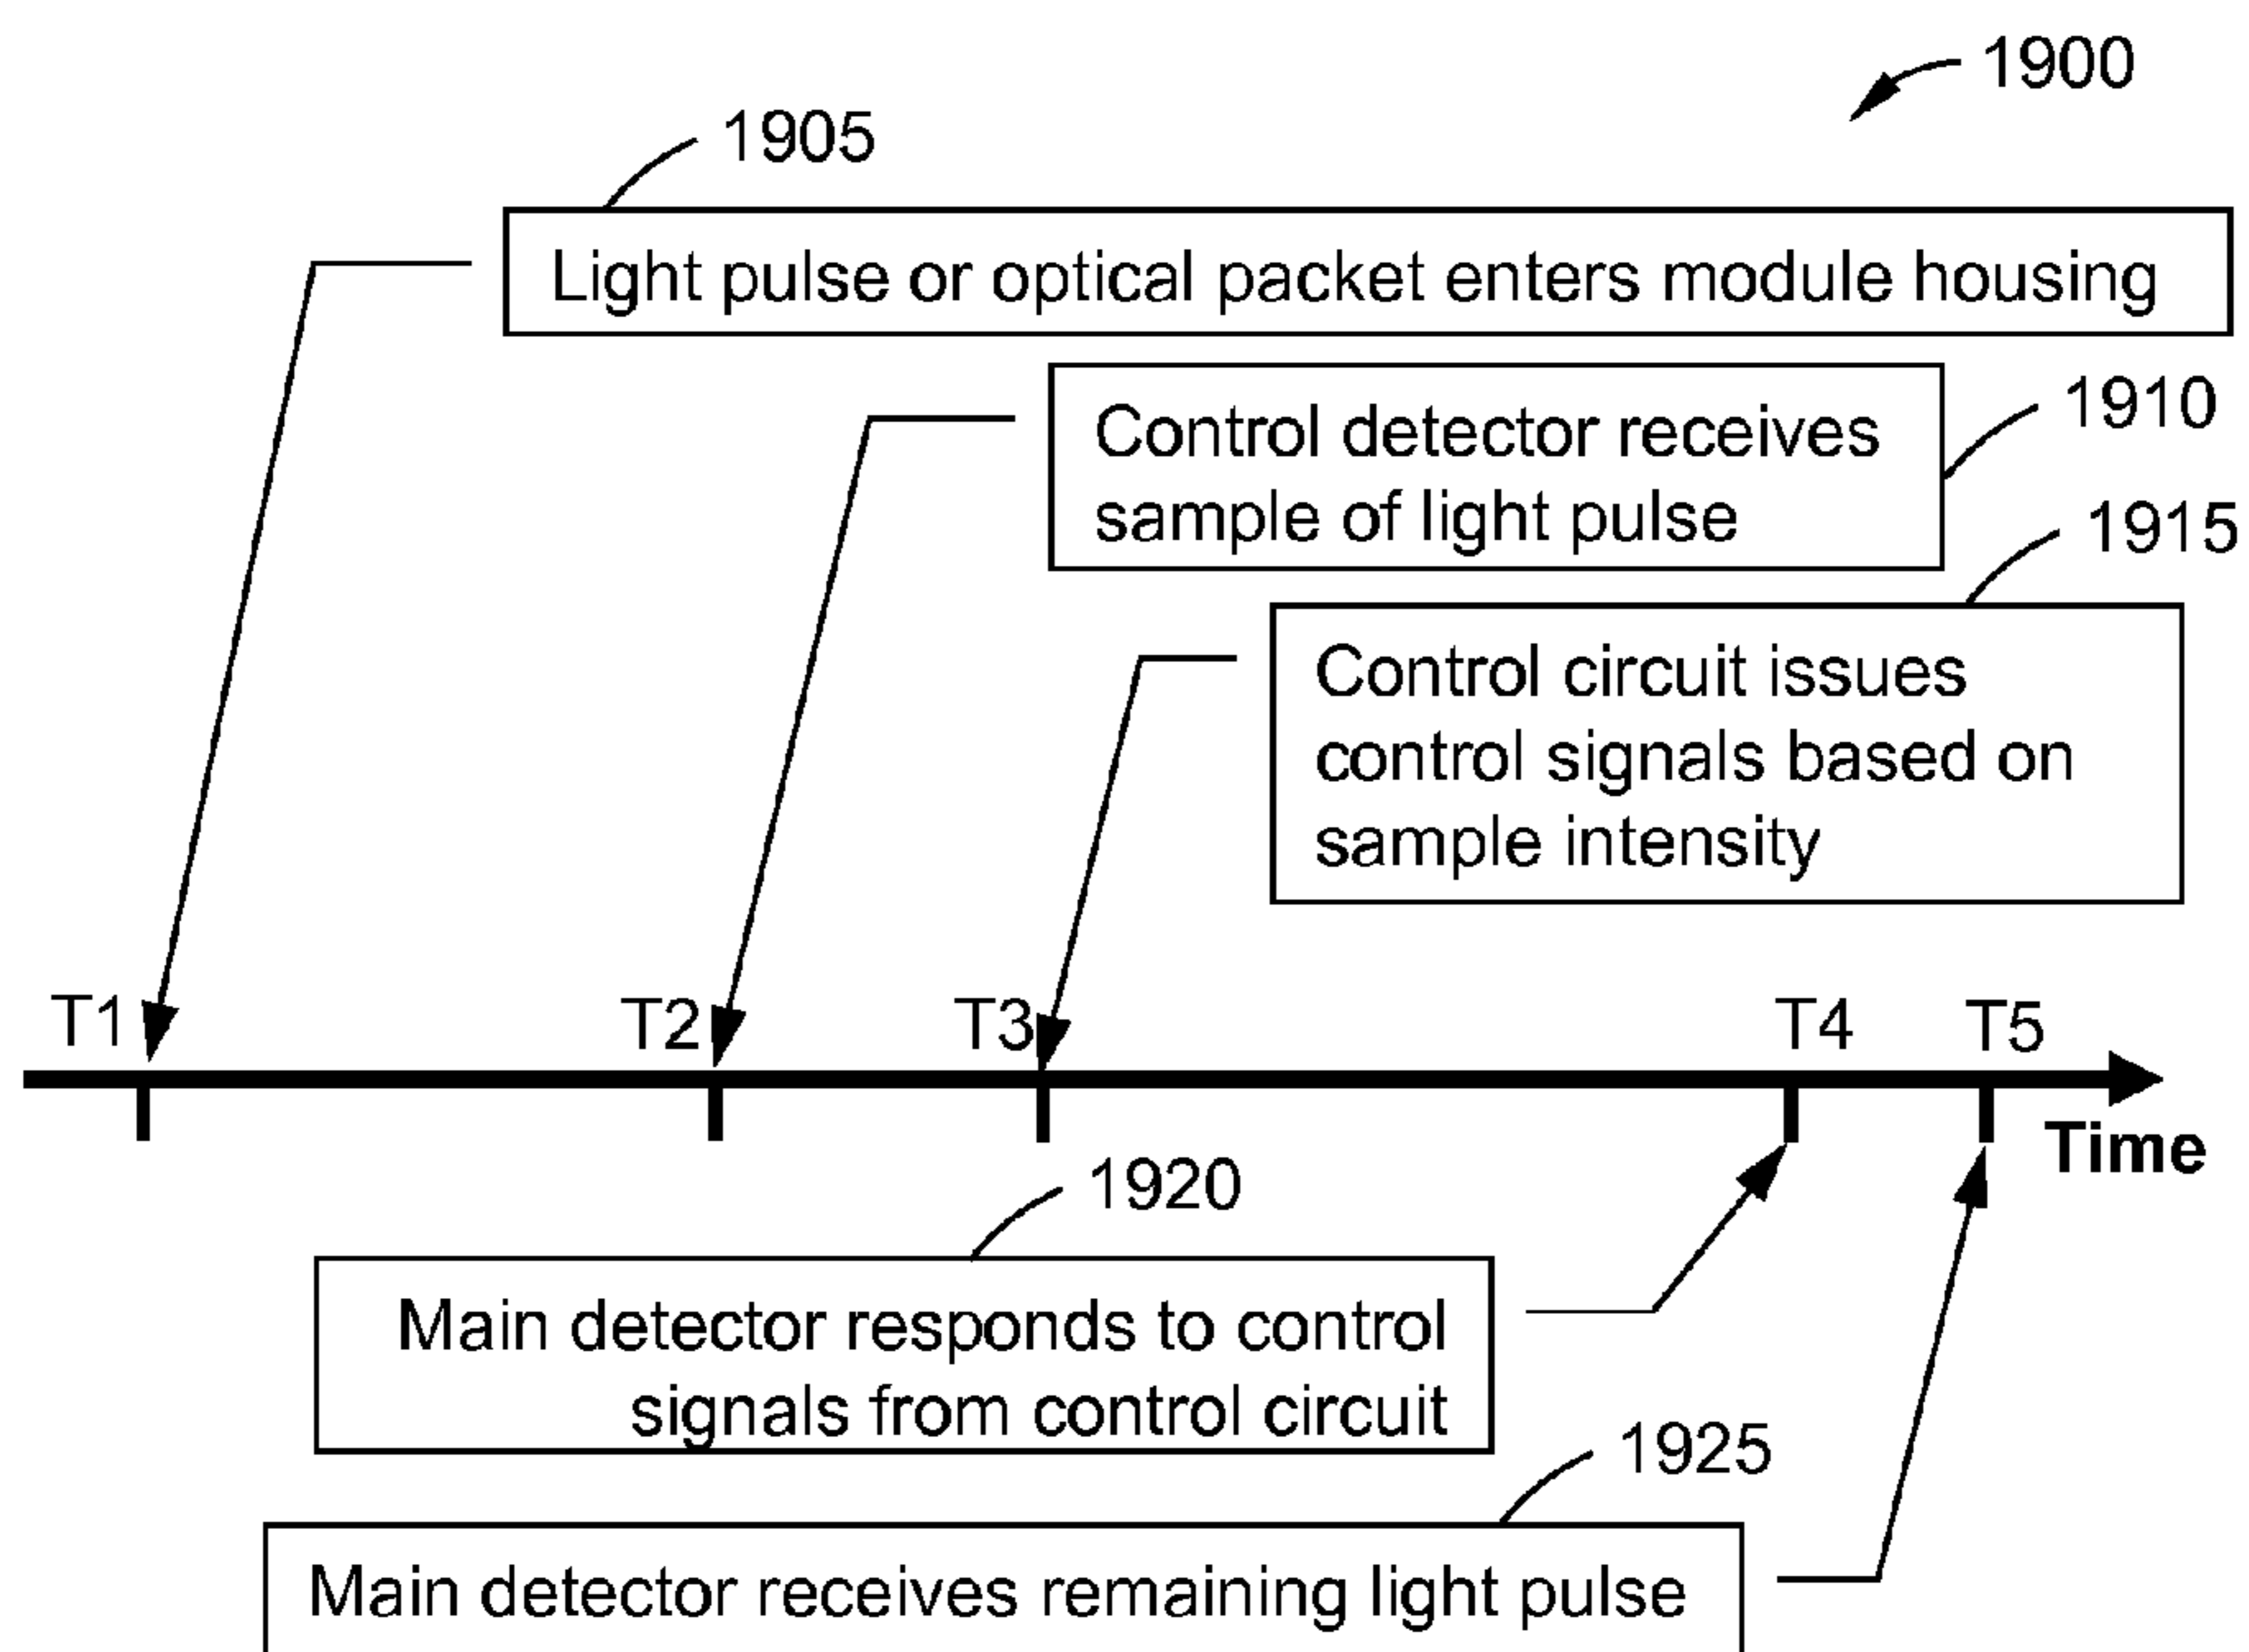 1900
1905
Light pulse or optical packet enters module housing
1910
Control detector receives
sample of light pulse
1915
Control circuit issues
control signals based on
sample intensity
T1
T2
T3
T4
T5
Time
1920
Main detector responds to control
signals from control circuit
1925
Main detector receives remaining light pulse